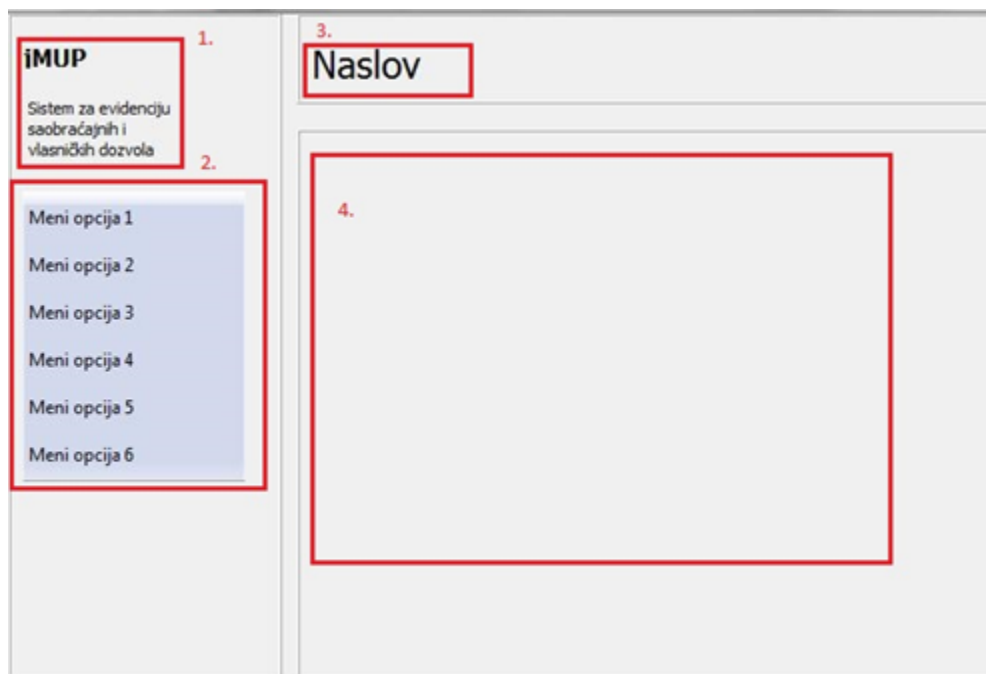 1.
iMUP
Sistem za evidenciju
saobraćajnih i
vlasničkih dozvola
2.
Meni opcija 1
Meni opcija 2
Meni opcija 3
Meni opcija 4
Meni opcija 5
Meni opcija 6
3.
Naslov
4.